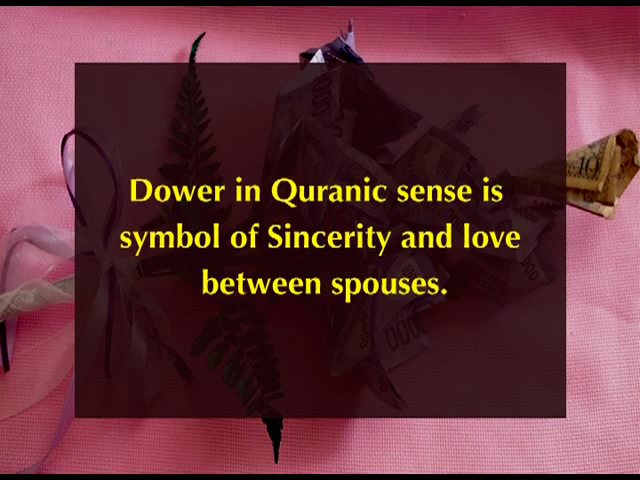 Dower in Quranic sense is
symbol of Sincerity and love
between spouses.